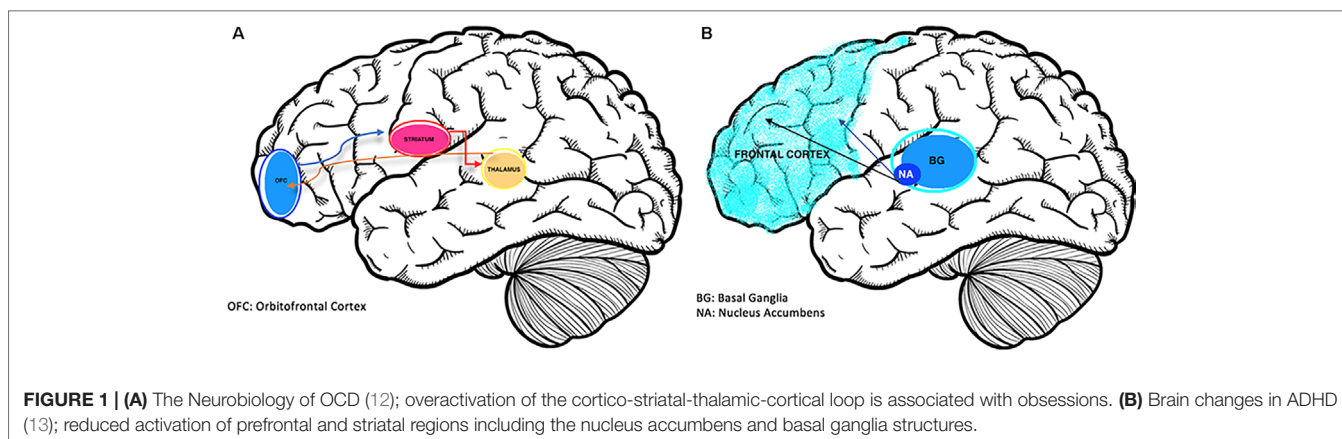 A
B
STRIATUM
OFC
THALAMUS
FRONTAL CORTEX
BG
NA
OFC: Orbitofrontal Cortex
BG: Basal Ganglia
NA: Nucleus Accumbens
FIGURE 1 | (A) The Neurobiology of OCD (12); overactivation of the cortico-striatal-thalamic-cortical loop is associated with obsessions. (B) Brain changes in ADHD
(13); reduced activation of prefrontal and striatal regions including the nucleus accumbens and basal ganglia structures.